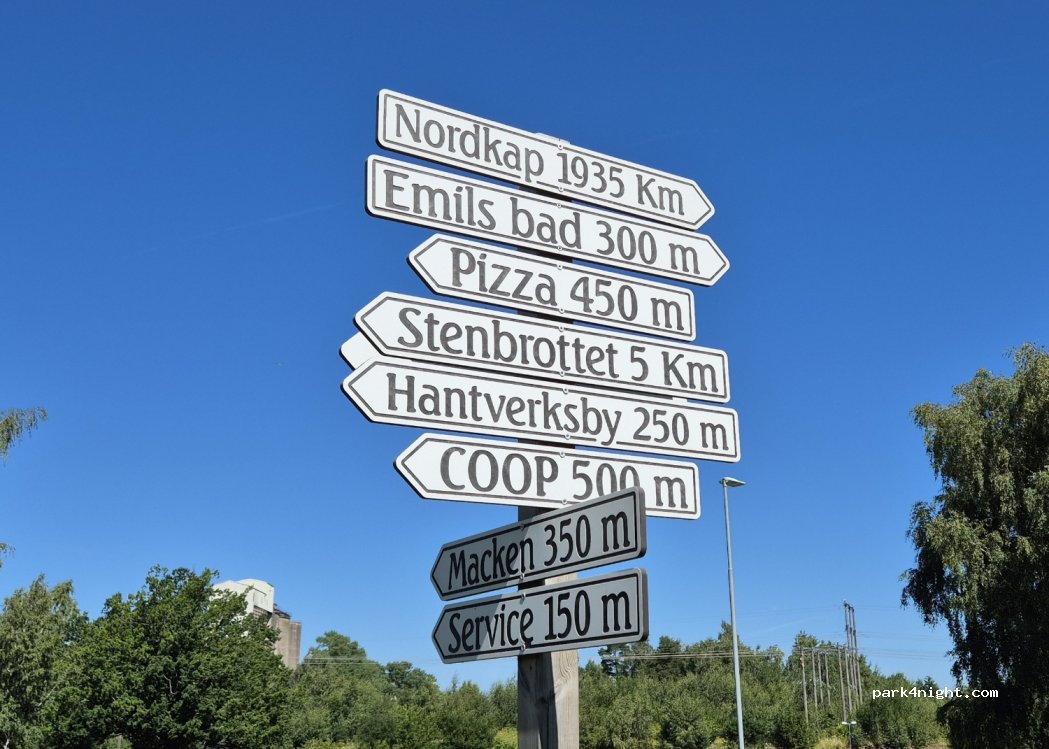 Nordkap 1935 Km
Emils bad 300 m
Pizza 450 m
Stenbrottet 5 Km
Hantverksby 250 m
COOP 500 m
Macken 350 m
Service 150 m
park4night.com